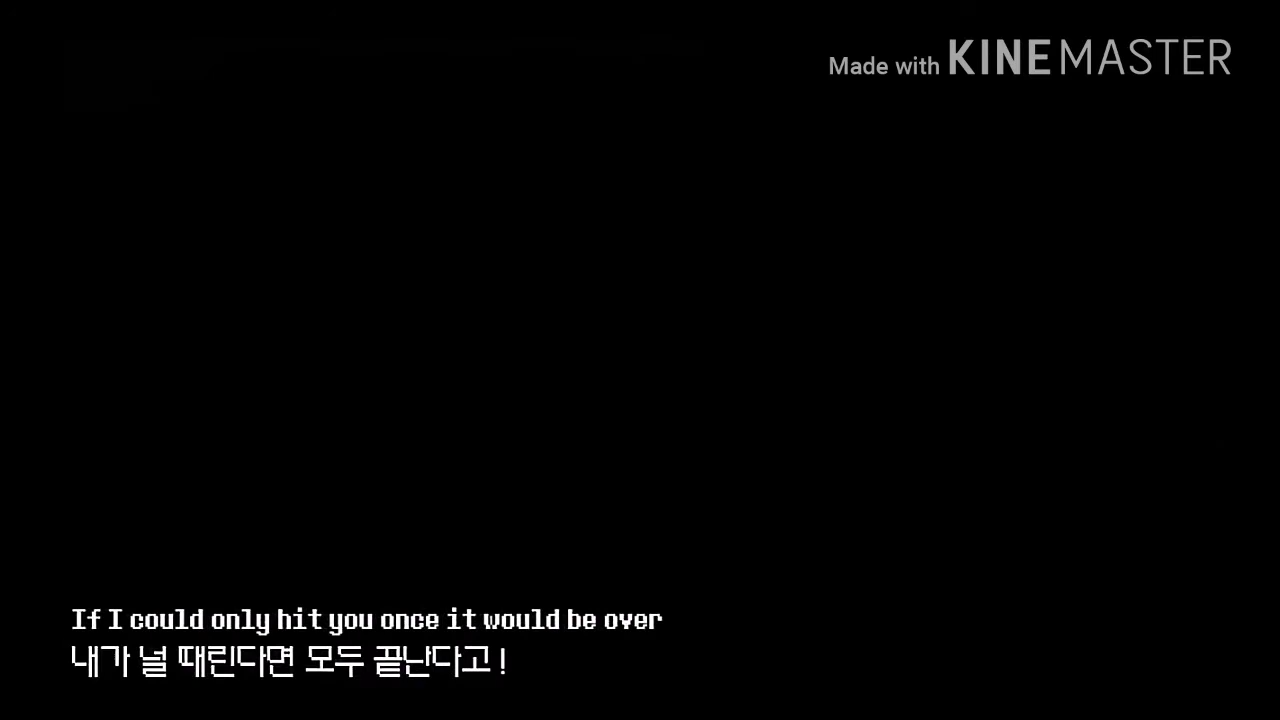 Made with KINEMASTER
If I could only hit you once it would be over
내가 널 때린다면 모두 끝난다고!